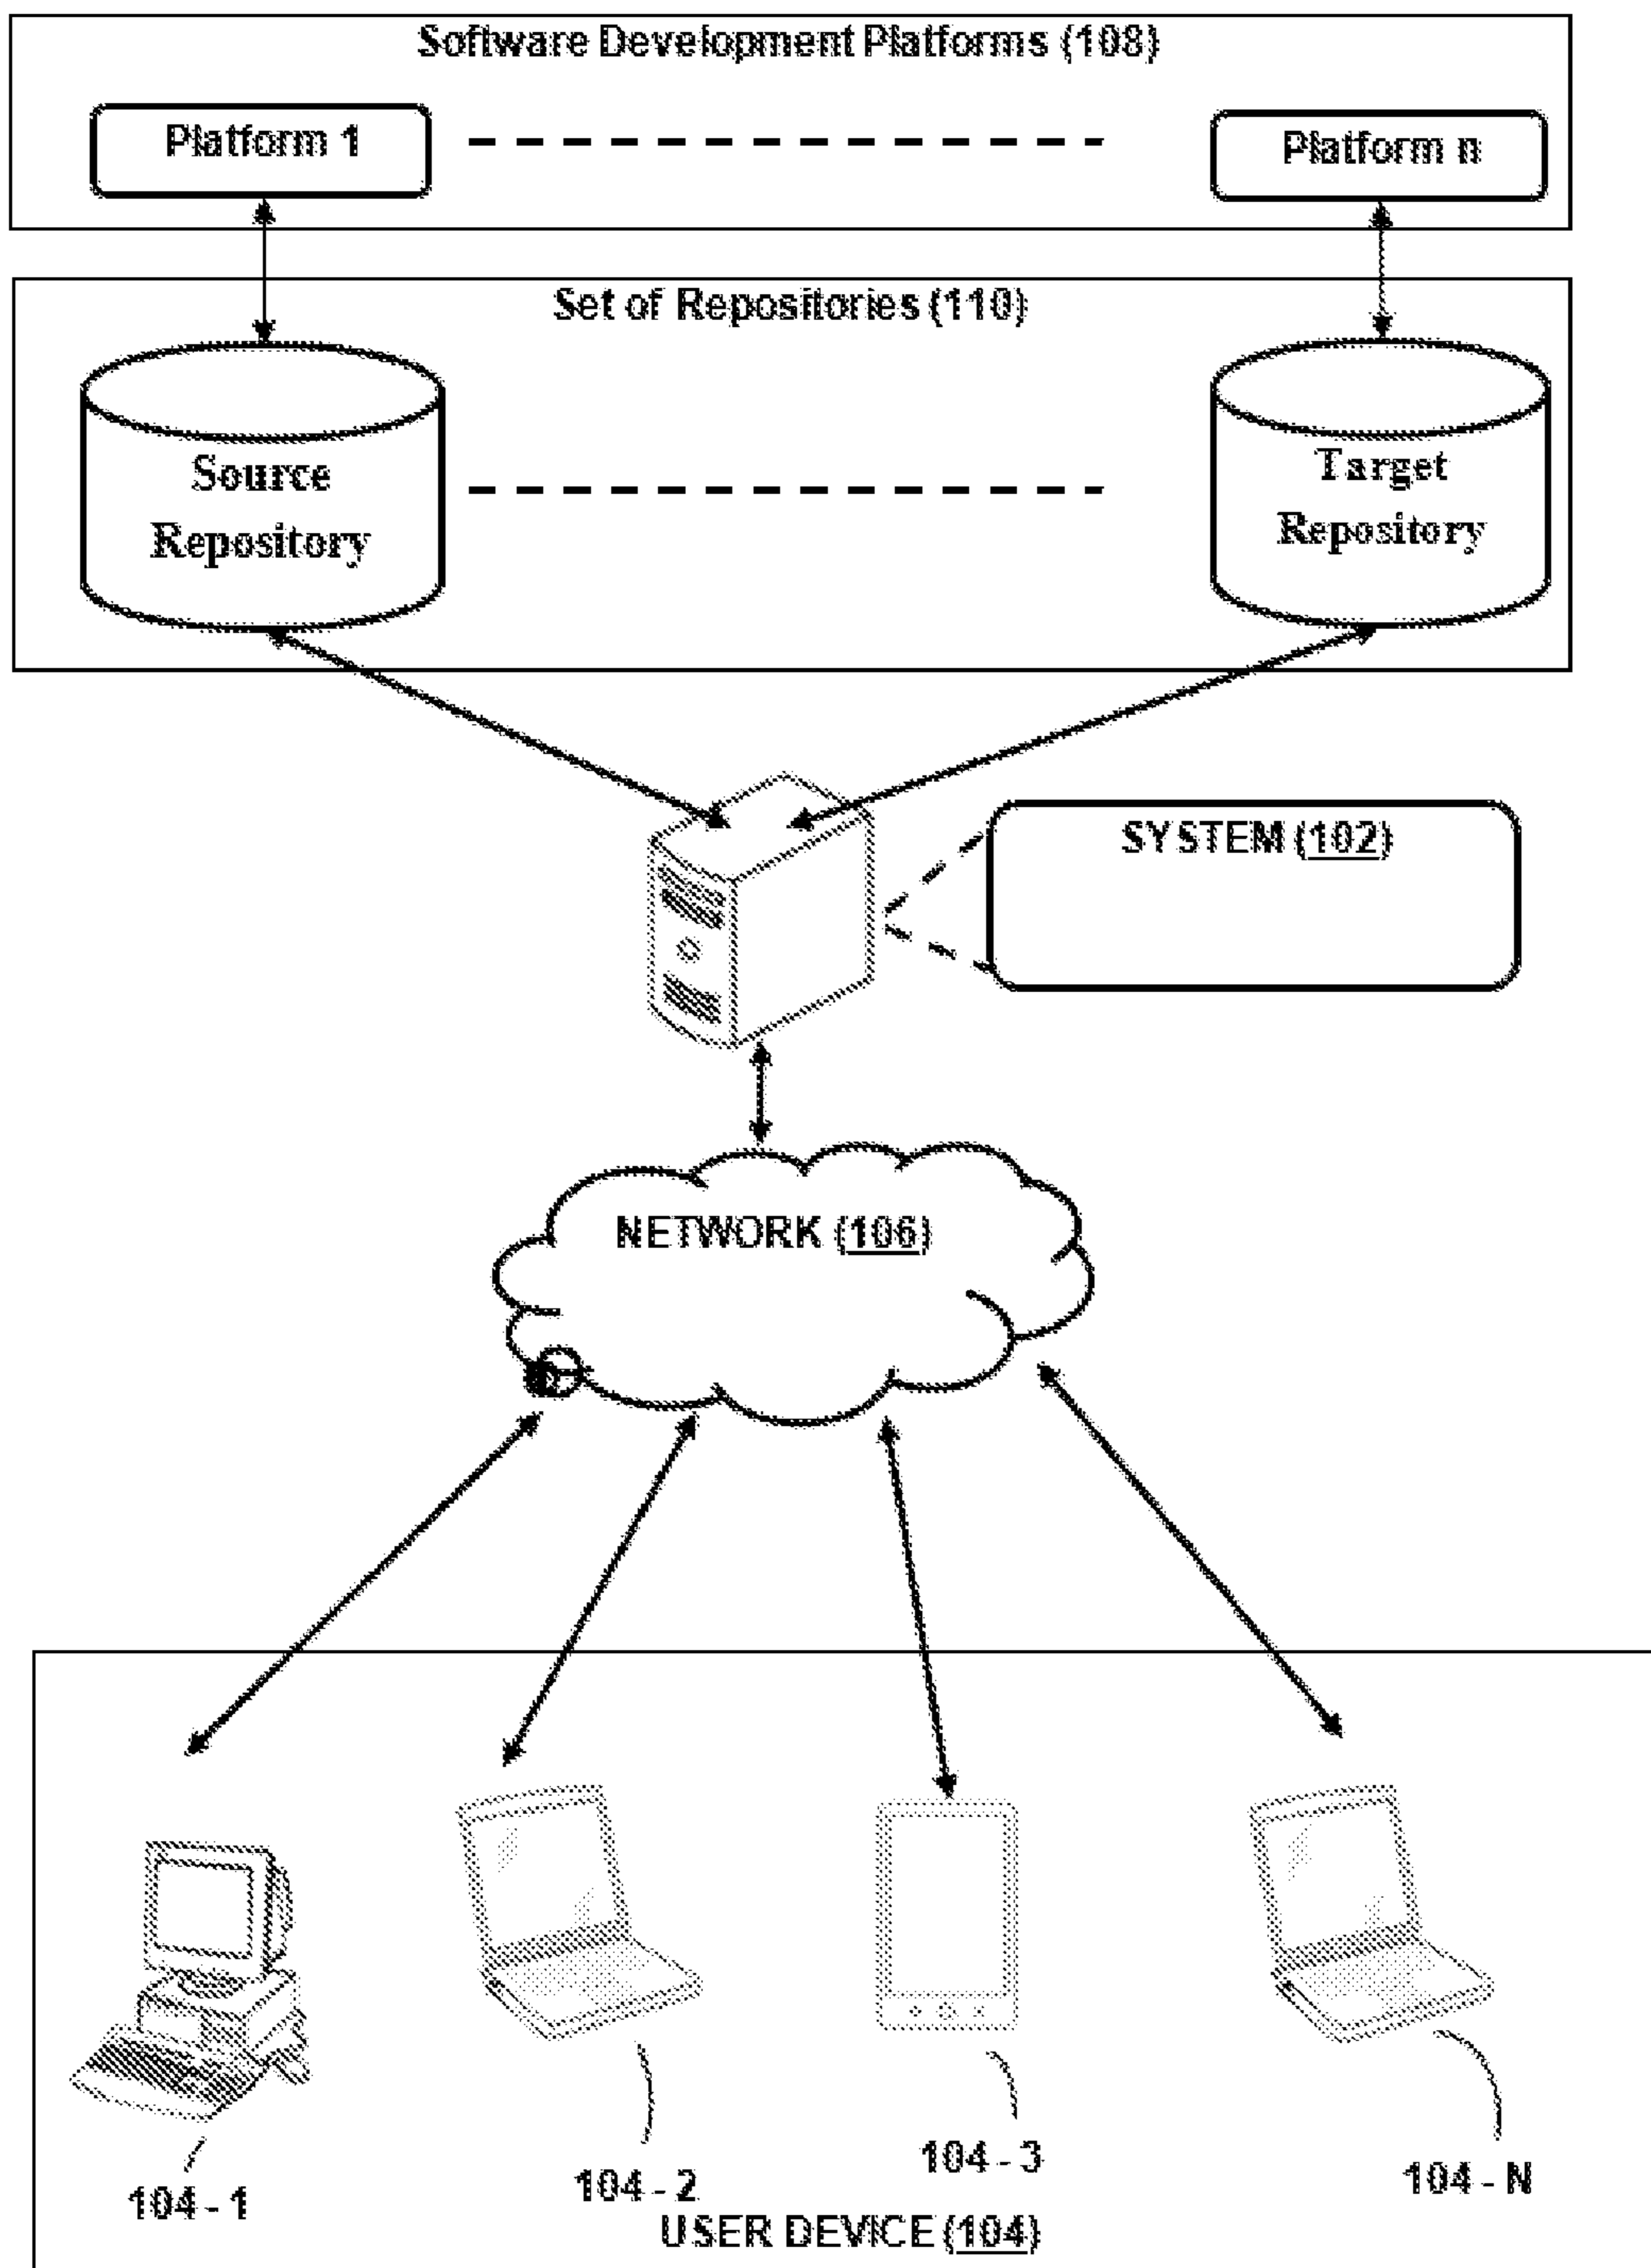 Software Development Platforms (108)
Platform 1
Platform n
Set of Repositories (110)
Source
Repository
Target
Repository
SYSTEM (102)
NETWORK (106)
104 - 1
104 - 2
104 - 3
104 - N
USER DEVICE (104)